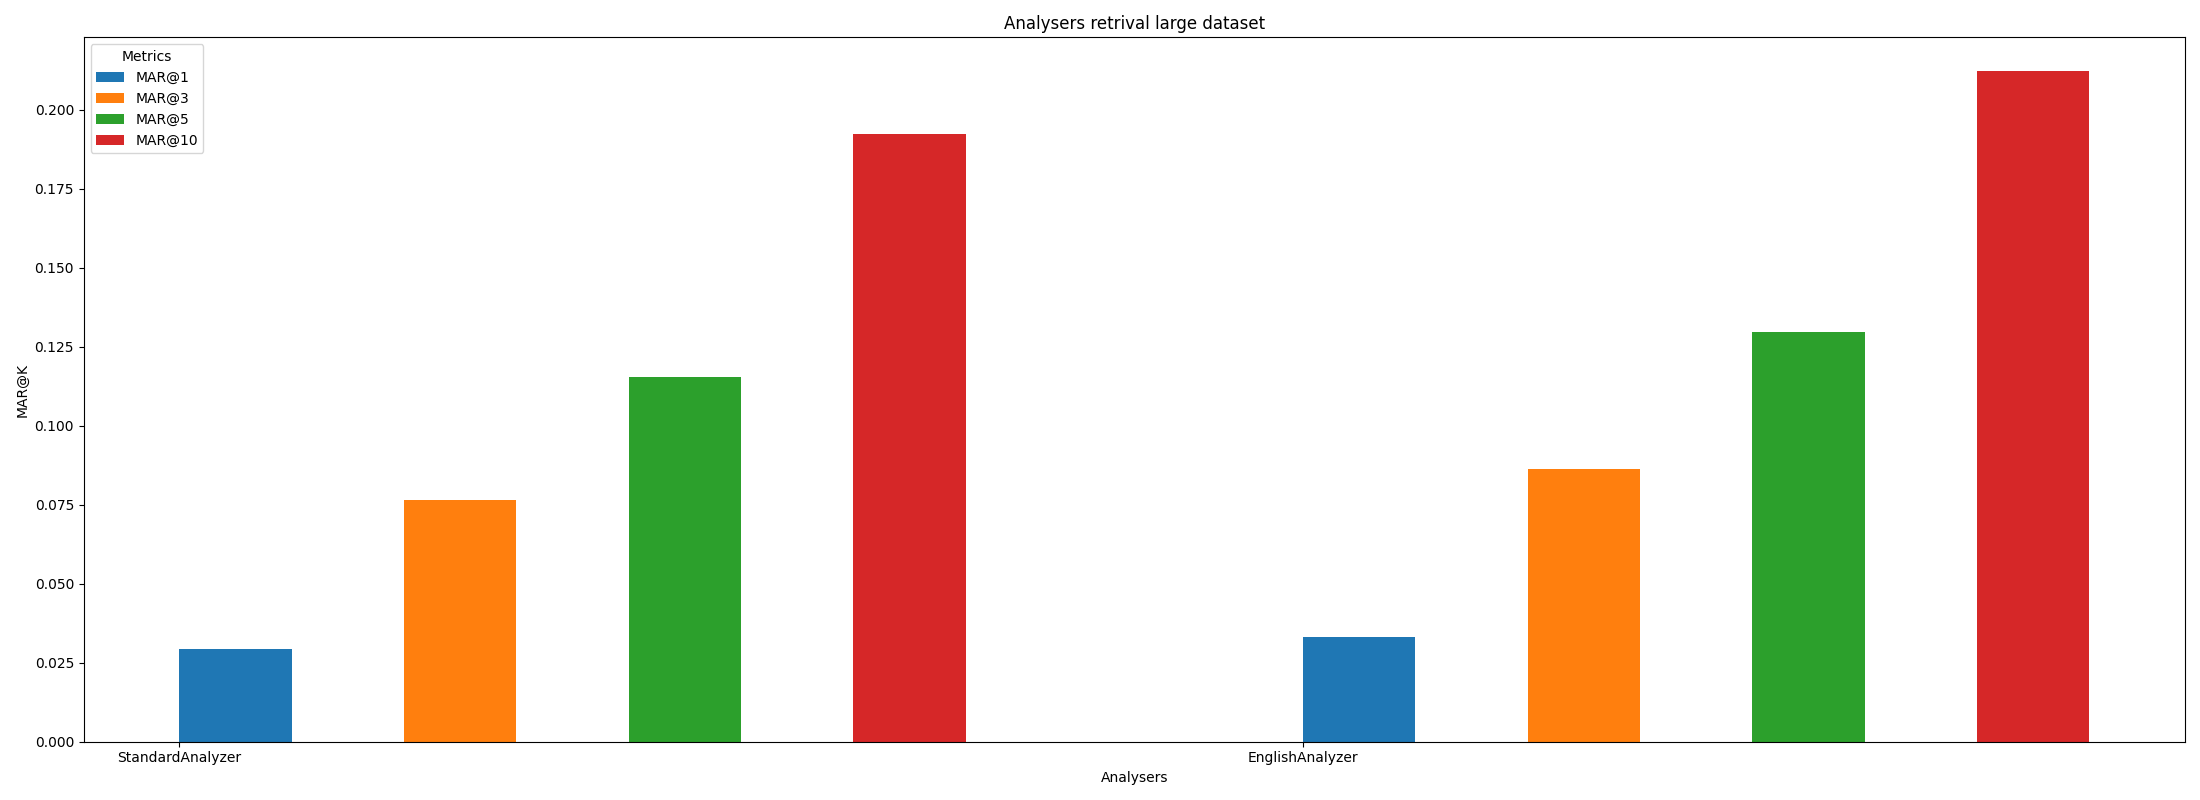 Analysers retrival large dataset
Metrics
MAR@1
MAR@3
MAR@5
MAR@10
MAR@K
0.200
0.175
0.150
0.125
0.100
0.075
0.050
0.025
0.000
StandardAnalyzer
EnglishAnalyzer
Analysers